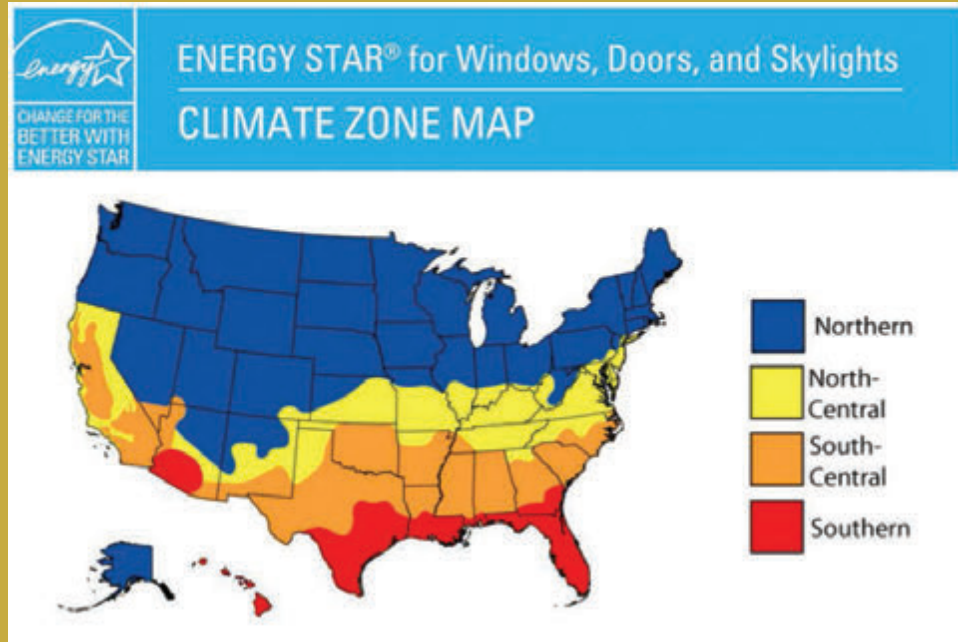 energy
CHANGE FOR THE
BETTER WITH
ENERGY STAR
ENERGY STAR® for Windows, Doors, and Skylights
CLIMATE ZONE MAP
Northern
North-
Central
South-
Central
Southern